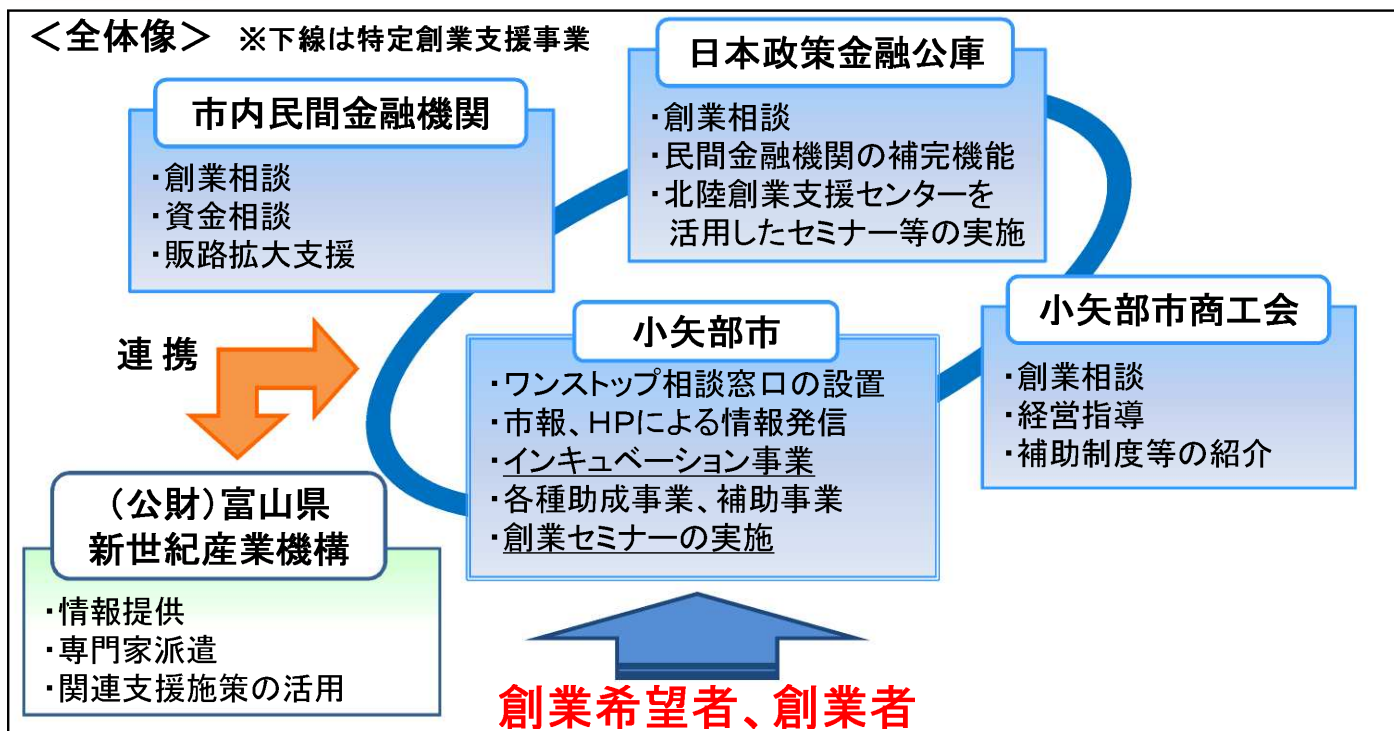 ＜全体像＞ ※下線は特定創業支援事業
市内民間金融機関
・創業相談
・資金相談
・販路拡大支援
日本政策金融公庫
・創業相談
・民間金融機関の補完機能
・北陸創業支援センターを
活用したセミナー等の実施
小矢部市商工会
・創業相談
・経営指導
・補助制度等の紹介
小矢部市
・ワンストップ相談窓口の設置
・市報、ＨＰによる情報発信
・インキュベーション事業
・各種助成事業、補助事業
・創業セミナーの実施
連携
（公財）富山県
新世紀産業機構
・情報提供
・専門家派遣
・関連支援施策の活用
創業希望者、創業者